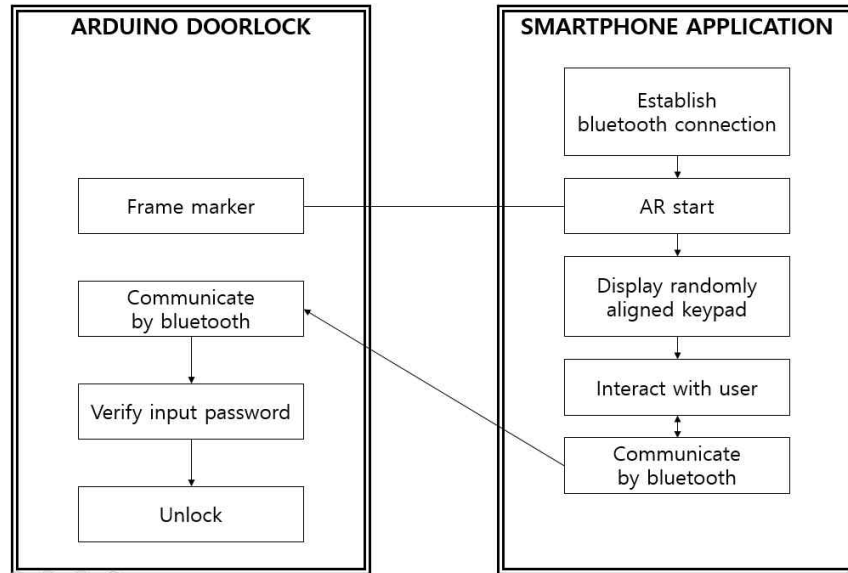 ARDUINO DOORLOCK
Frame marker
Communicate
by bluetooth
Verify input password
Unlock
SMARTPHONE APPLICATION
Establish
bluetooth connection
AR start
Display randomly
aligned keypad
Interact with user
Communicate
by bluetooth